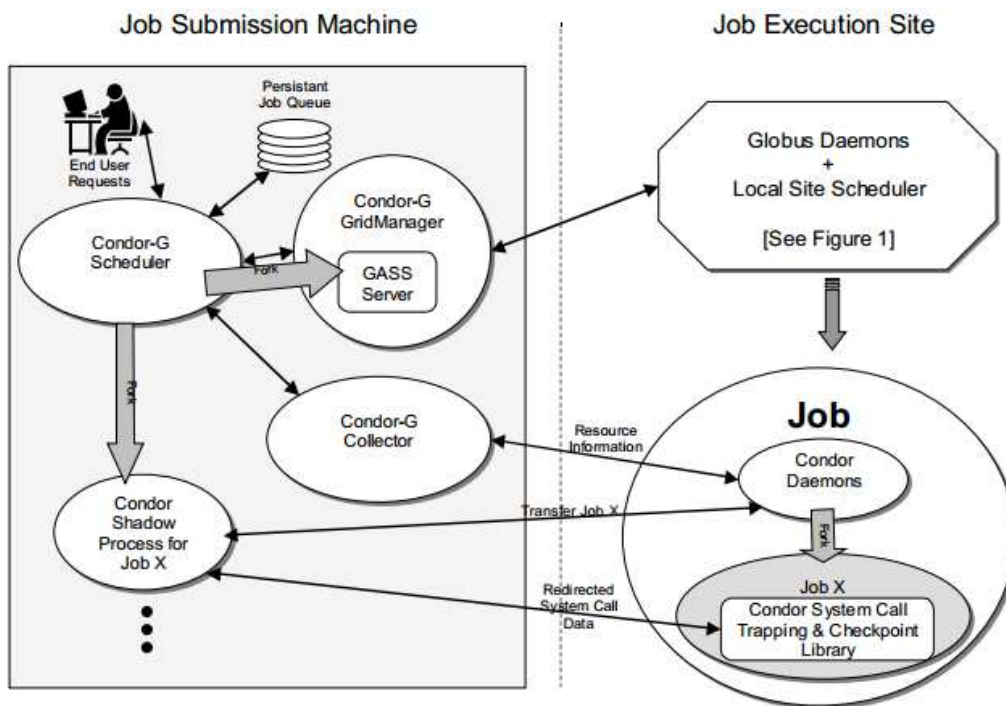 Job Submission Machine
Job Execution Site
Persistant
Job Queue
End User
Requests
Condor-G
Scheduler
Condor-G
GridManager
Fork
GASS
Server
Globus Daemons
+
Local Site Scheduler
[See Figure 1]
Fork
Condor-G
Collector
Resource
Information
Job
Condor
Daemons
Condor
Shadow
Process for
Job X
Transfer Job X
Fork
Redirected
System Call
Data
Job X
Condor System Call
Trapping & Checkpoint
Library